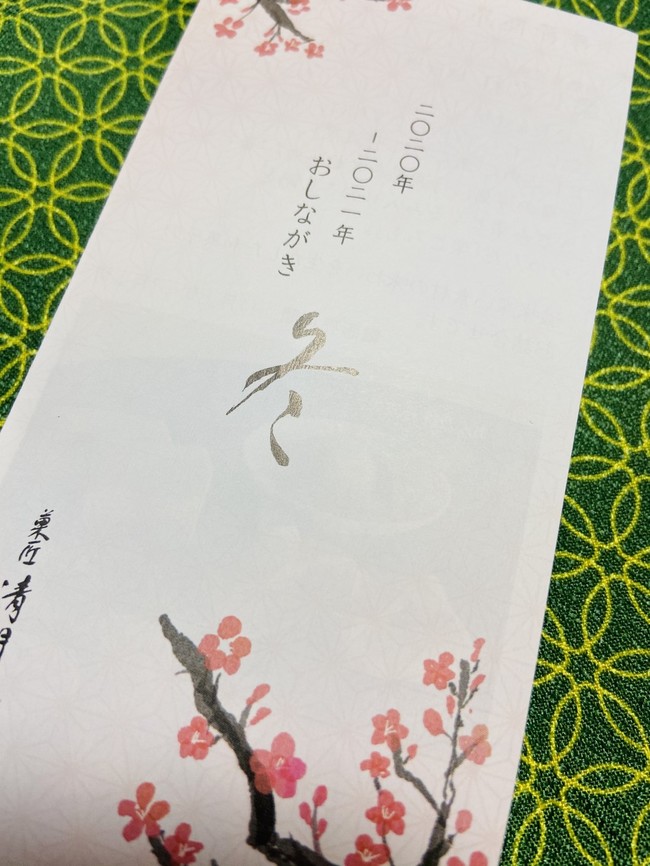 二〇二〇年
－二〇二一年
おしながき
冬
菓匠 清